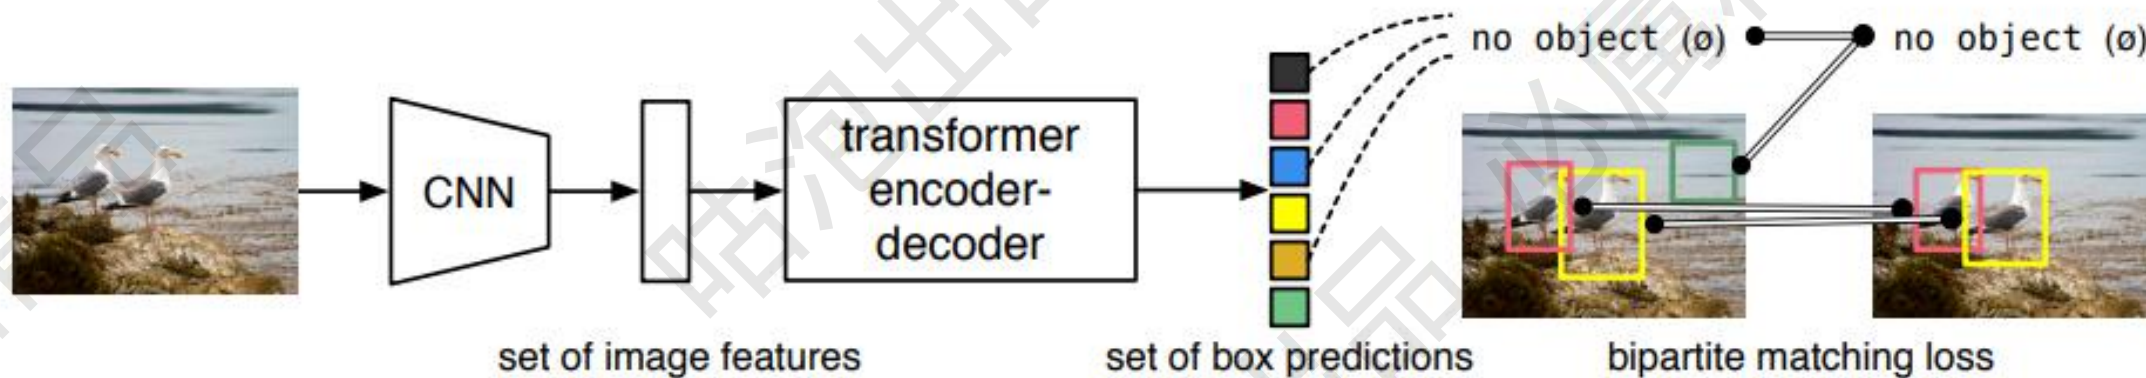 no object (ø)
no object (ø)
CNN
transformer
encoder-
decoder
set of image features
set of box predictions
bipartite matching loss